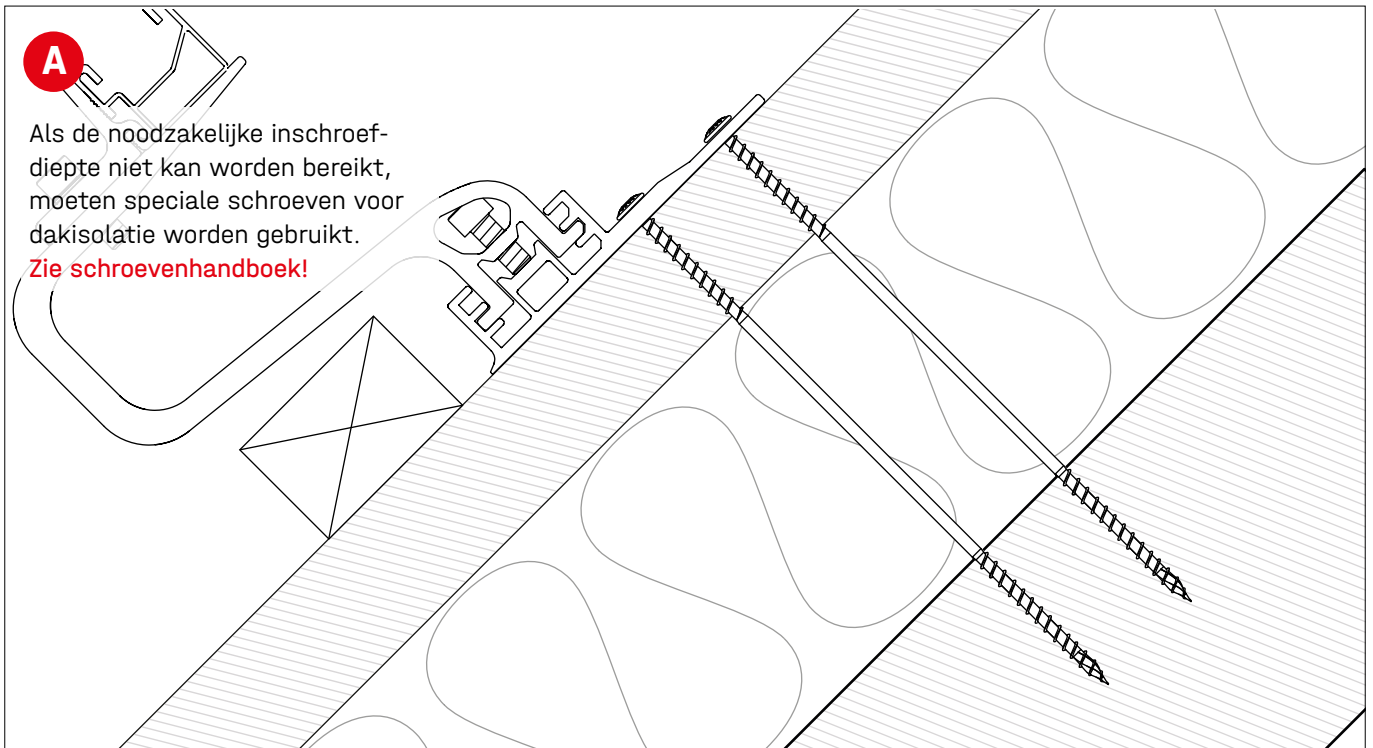 A
Als de noodzakelijke inschroef-
diepte niet kan worden bereikt,
moeten speciale schroeven voor
dakisolatie worden gebruikt.
Zie schroevenhandboek!